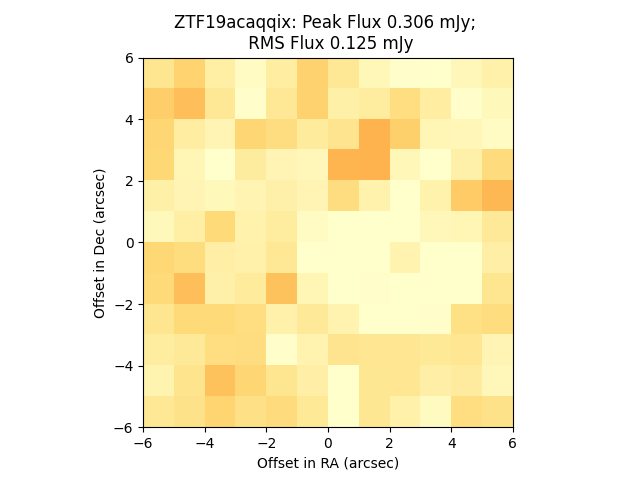 ZTF19acaqqix: Peak Flux 0.306 mJy;
RMS Flux 0.125 mJy
6
4
2
0
−2
−4
−6
Offset in Dec (arcsec)
−6 −4 −2 0 2 4 6
Offset in RA (arcsec)